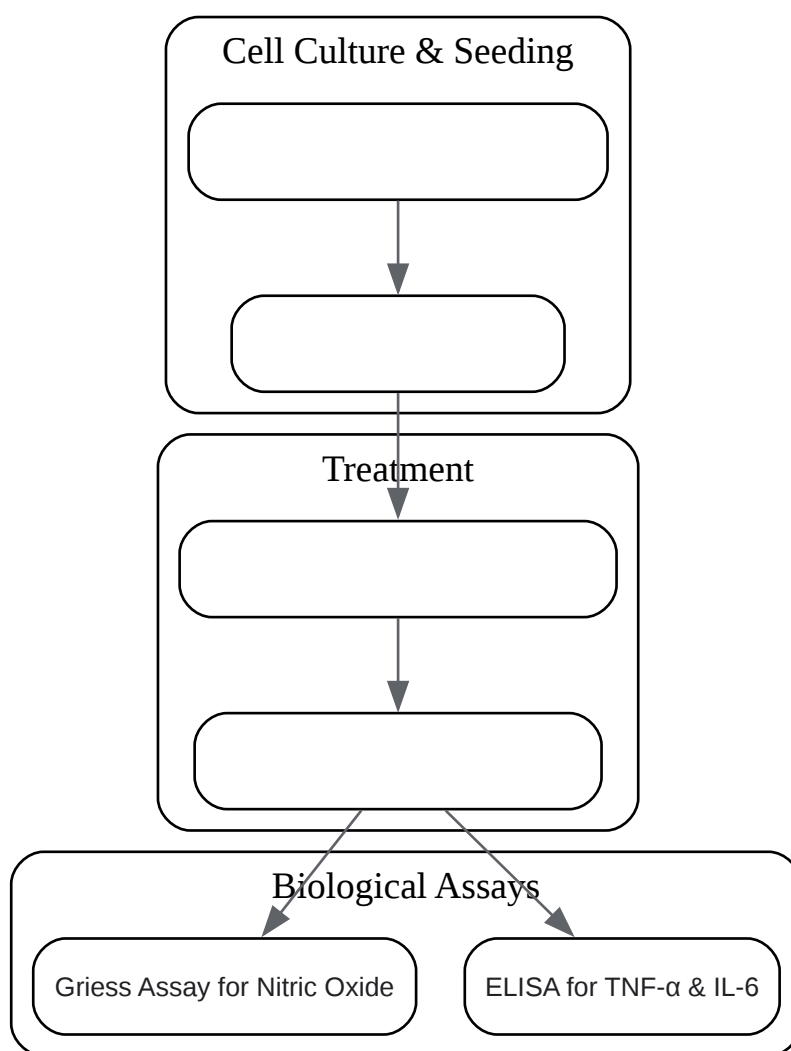 Cell Culture & Seeding
Treatment
Biological Assays
Griess Assay for Nitric Oxide
ELISA for TNF-α & IL-6